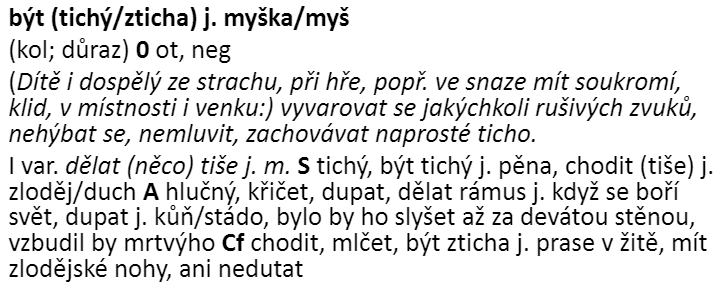 být (tichý/zticha) j. myška/myš
(kol; důraz) 0 ot, neg
(Dítě i dospělý ze strachu, při hře, popř. ve snaze mít soukromí,
klid, v místnosti i venku:) vyvarovat se jakýchkoli rušivých zvuků,
nehýbat se, nemluvit, zachovávat naprosté ticho.
I var. dělat (něco) tiše j. m. S tichý, být tichý j. pěna, chodit (tiše) j.
zloděj/duch A hlučný, křičet, dupat, dělat rámus j. když se boří
svět, dupat j. kůň/stádo, bylo by ho slyšet až za devátou stěnou,
vzbudil by mrtvýho Cf chodit, mlčet, být zticha j. prase v žitě, mít
zlodějské nohy, ani nedutat